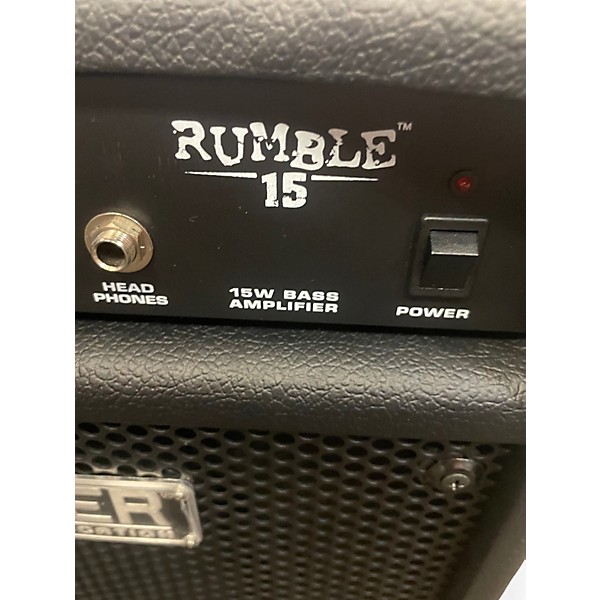 RUMBLE™
15
HEAD
PHONES
15W BASS
AMPLIFIER
POWER